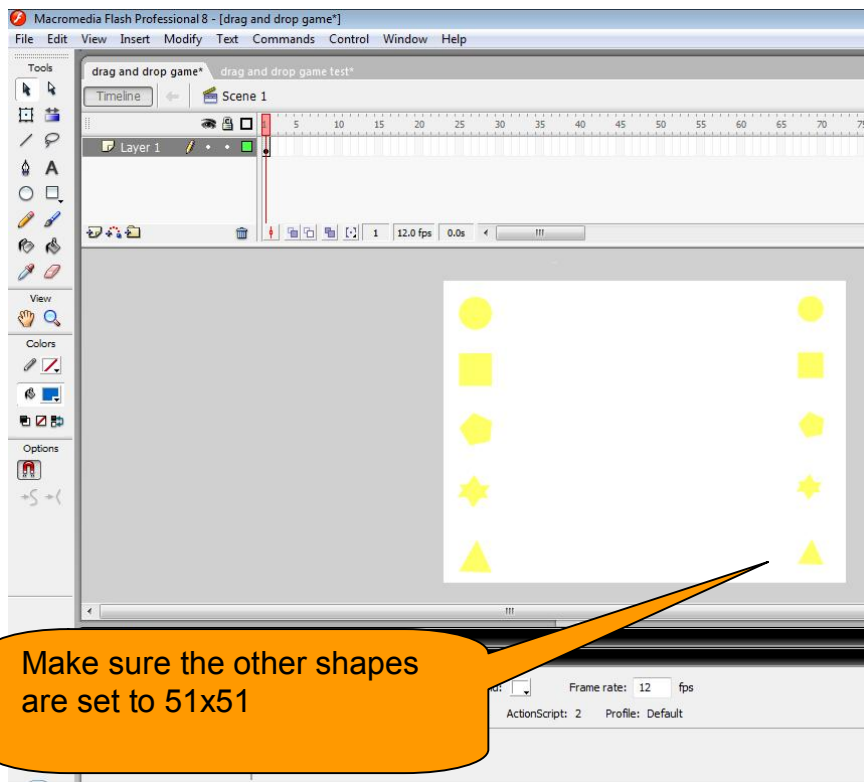 Macromedia Flash Professional 8 - [drag and drop game*]
File Edit View Insert Modify Text Commands Control Window Help
Tools
drag and drop game* drag and drop game test*
Timeline Scene 1
5 10 15 20 25 30 35 40 45 50 55 60 65 70
Layer 1
1 12.0 fps 0.0s
View
Colors
Options
Make sure the other shapes
are set to 51x51
Frame rate: 12 fps
ActionScript: 2 Profile: Default